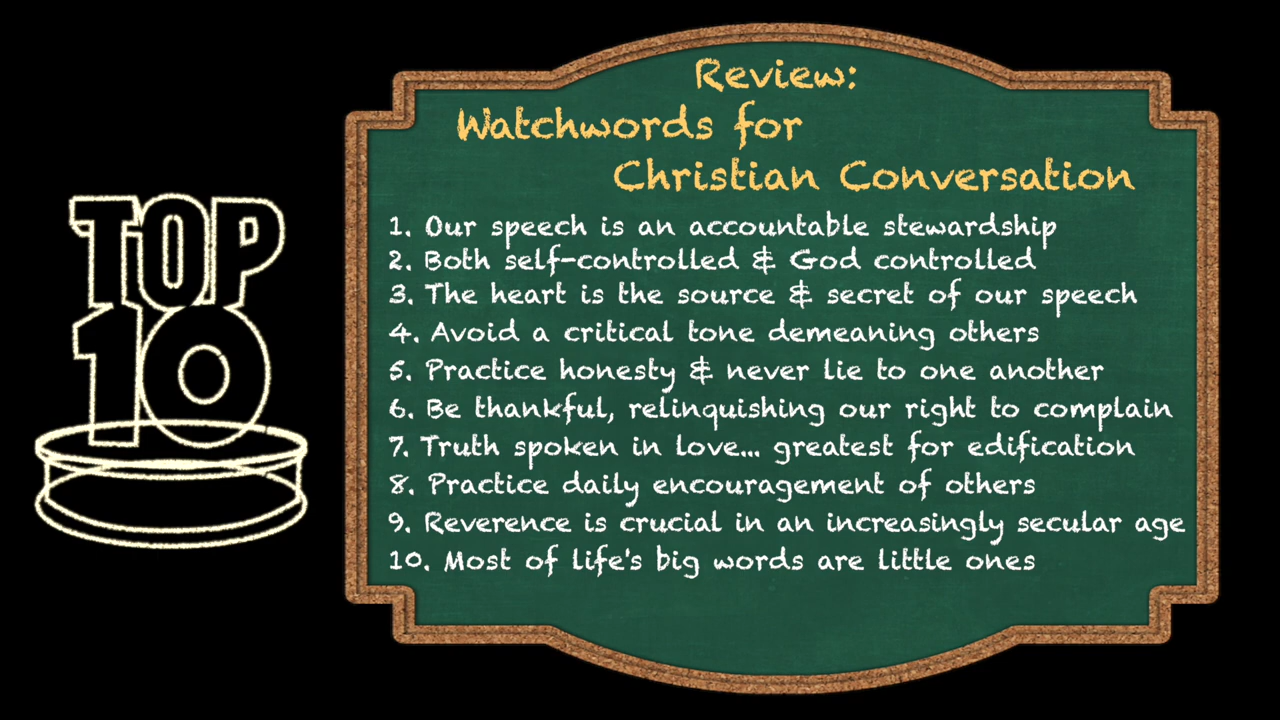 TOP
10
Review:
Watchwords for
Christian Conversation
1. Our speech is an accountable stewardship
2. Both self-controlled & God controlled
3. The heart is the source & secret of our speech
4. Avoid a critical tone demeaning others
5. Practice honesty & never lie to one another
6. Be thankful, relinquishing our right to complain
7. Truth spoken in love... greatest for edification
8. Practice daily encouragement of others
9. Reverence is crucial in an increasingly secular age
10. Most of life's big words are little ones